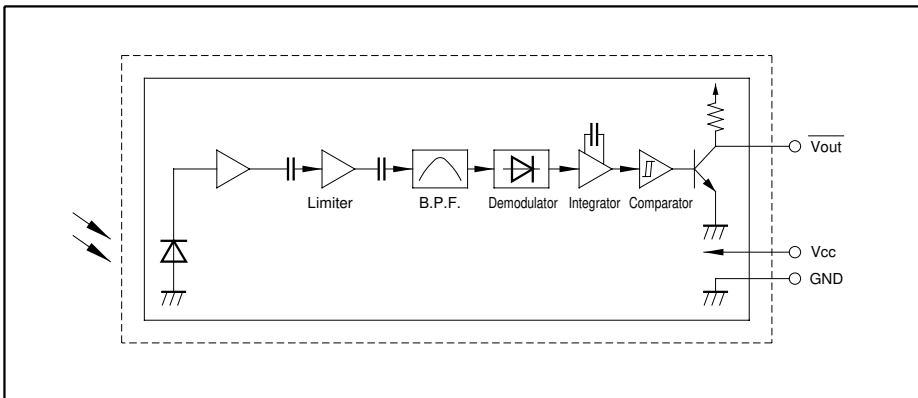 Vout
Limiter
B.P.F.
Demodulator
Integrator
Comparator
Vcc
GND